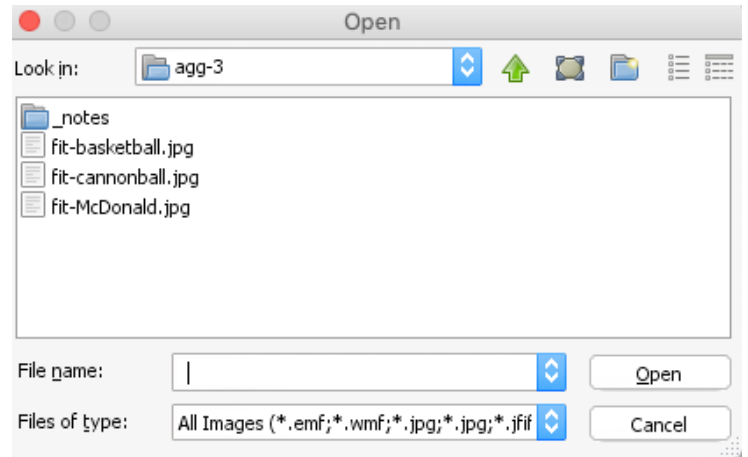 Open
Look in: agg-3
_notes
fit-basketball.jpg
fit-cannonball.jpg
fit-McDonald.jpg
File name: Open
Files of type: All Images (*.emf;*.wmf;*.jpg;*.jpg;*.jfif Cancel